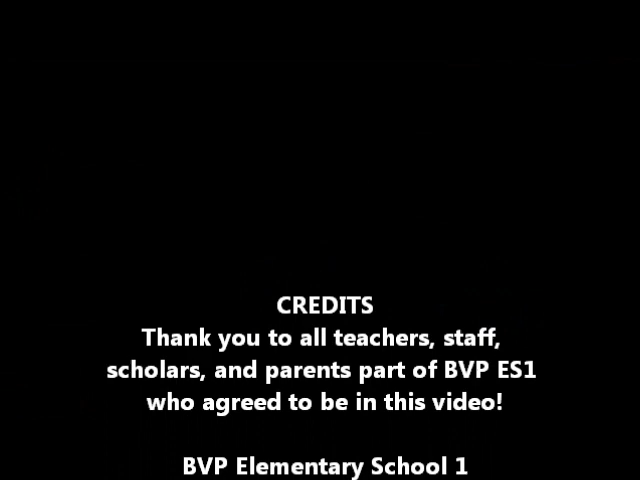 CREDITS
Thank you to all teachers, staff,
scholars, and parents part of BVP ES1
who agreed to be in this video!
BVP Elementary School 1